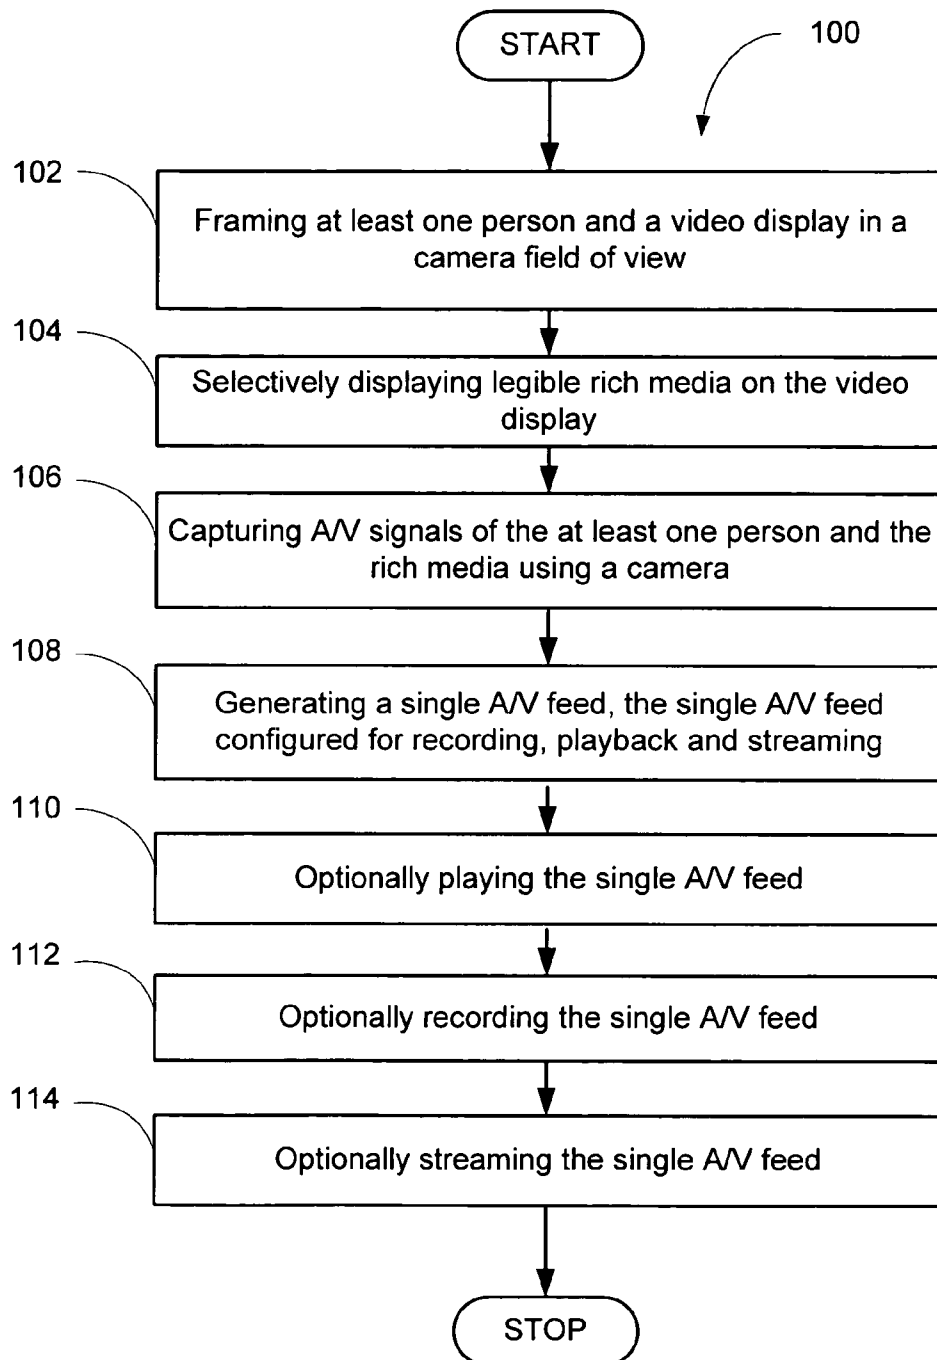 START
100
102
Framing at least one person and a video display in a
camera field of view
104
Selectively displaying legible rich media on the video
display
106
Capturing A/V signals of the at least one person and the
rich media using a camera
108
Generating a single A/V feed, the single A/V feed
configured for recording, playback and streaming
110
Optionally playing the single A/V feed
112
Optionally recording the single A/V feed
114
Optionally streaming the single A/V feed
STOP